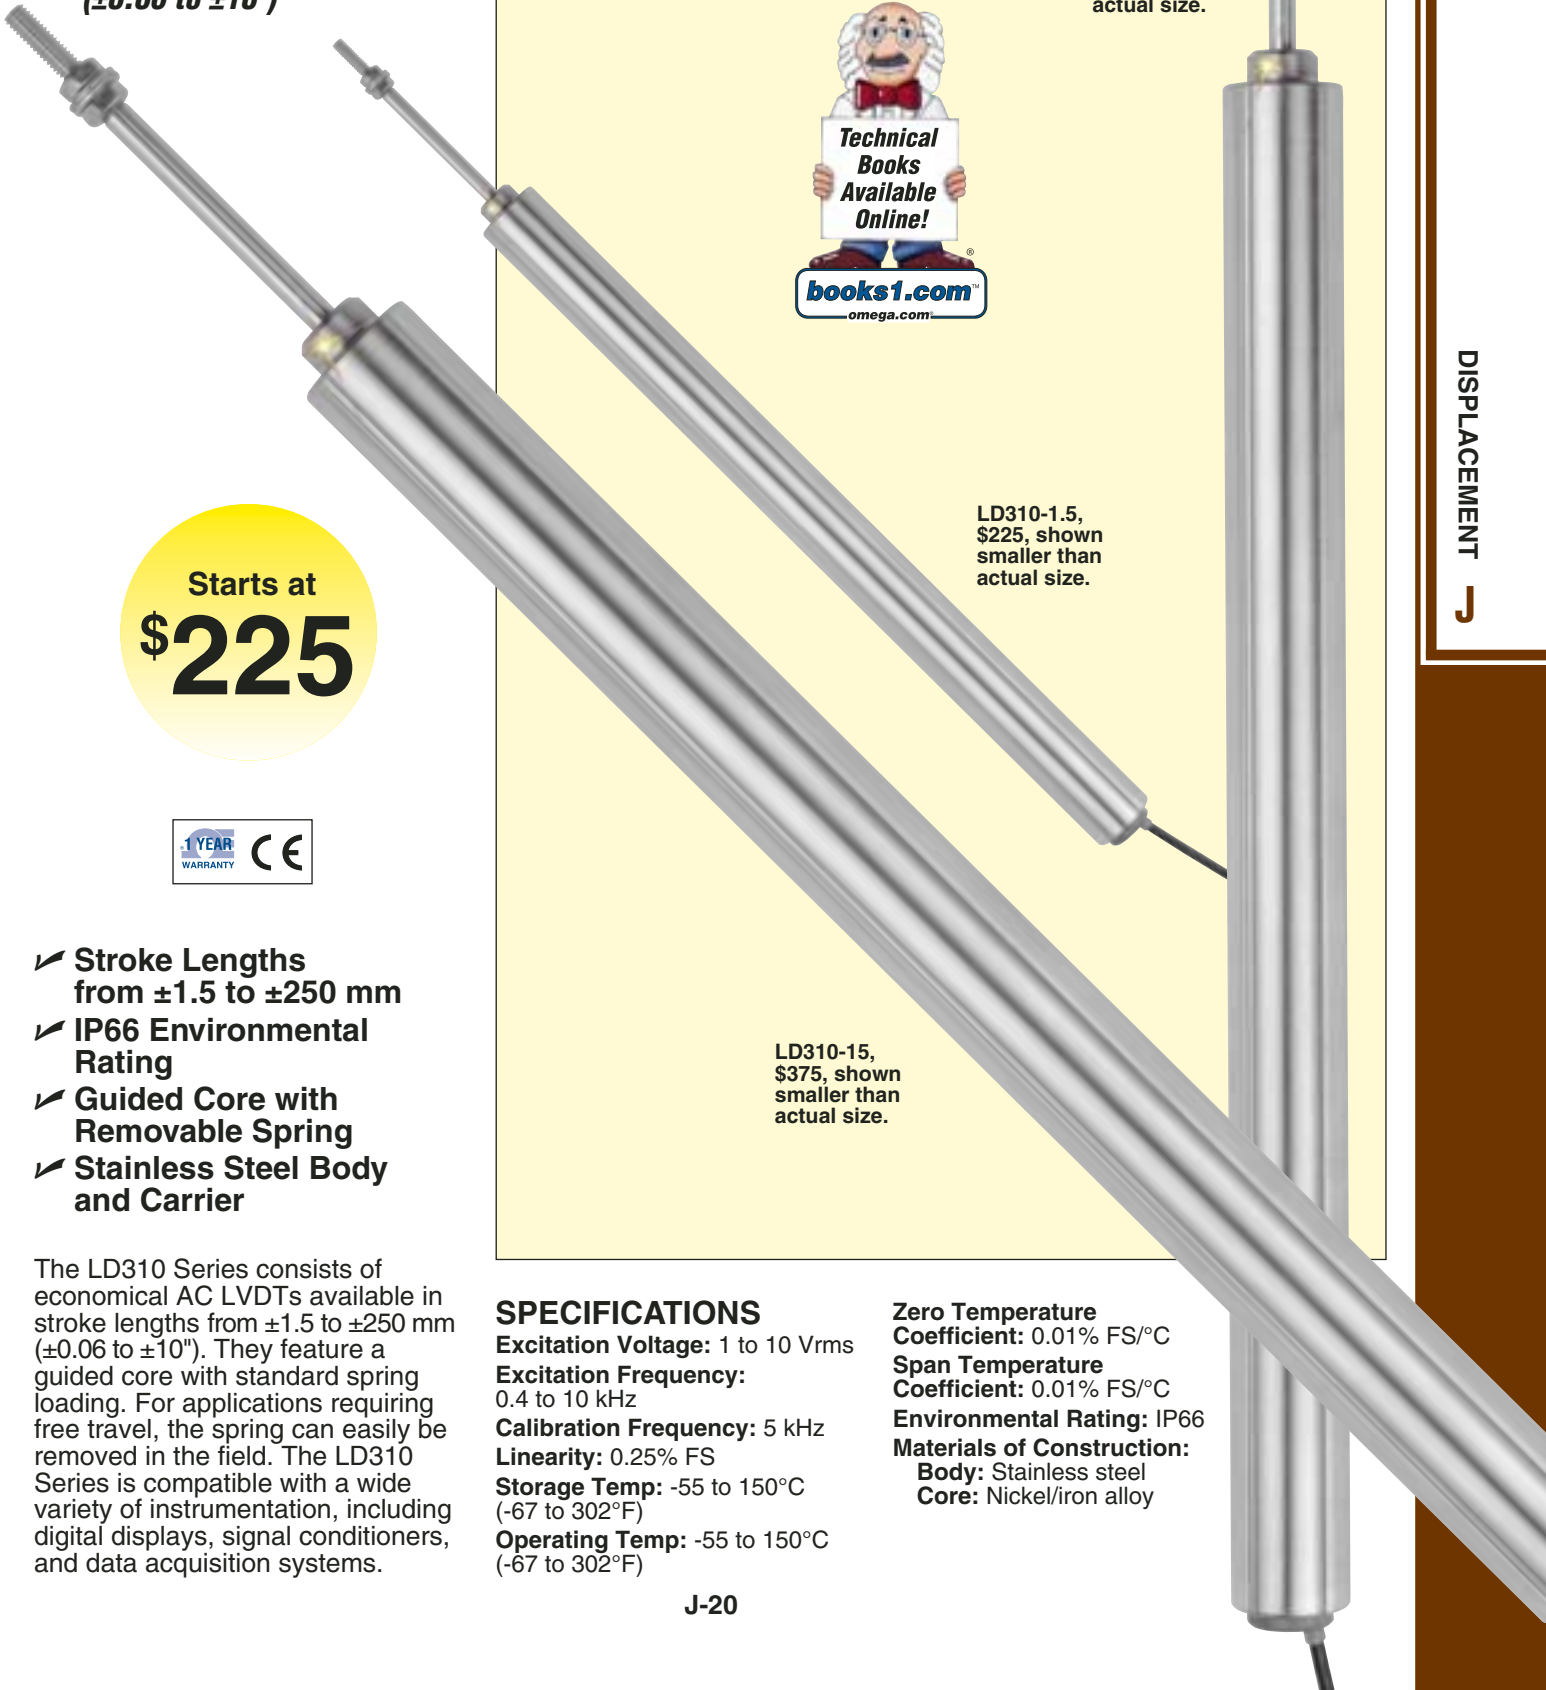 (±0.06 to ±10")
actual size.
Technical
Books
Available
Online!
®
books1.com™
omega.com®
DISPLACEMENT
J
LD310-1.5,
$225, shown
smaller than
actual size.
Starts at
$225
1 YEAR
WARRANTY
CE
Stroke Lengths
from ±1.5 to ±250 mm
IP66 Environmental
Rating
Guided Core with
Removable Spring
Stainless Steel Body
and Carrier
LD310-15,
$375, shown
smaller than
actual size.
The LD310 Series consists of
economical AC LVDTs available in
stroke lengths from ±1.5 to ±250 mm
(±0.06 to ±10"). They feature a
guided core with standard spring
loading. For applications requiring
free travel, the spring can easily be
removed in the field. The LD310
Series is compatible with a wide
variety of instrumentation, including
digital displays, signal conditioners,
and data acquisition systems.
SPECIFICATIONS
Excitation Voltage: 1 to 10 Vrms
Excitation Frequency:
0.4 to 10 kHz
Calibration Frequency: 5 kHz
Linearity: 0.25% FS
Storage Temp: -55 to 150°C
(-67 to 302°F)
Operating Temp: -55 to 150°C
(-67 to 302°F)
Zero Temperature
Coefficient: 0.01% FS/°C
Span Temperature
Coefficient: 0.01% FS/°C
Environmental Rating: IP66
Materials of Construction:
Body: Stainless steel
Core: Nickel/iron alloy
J-20